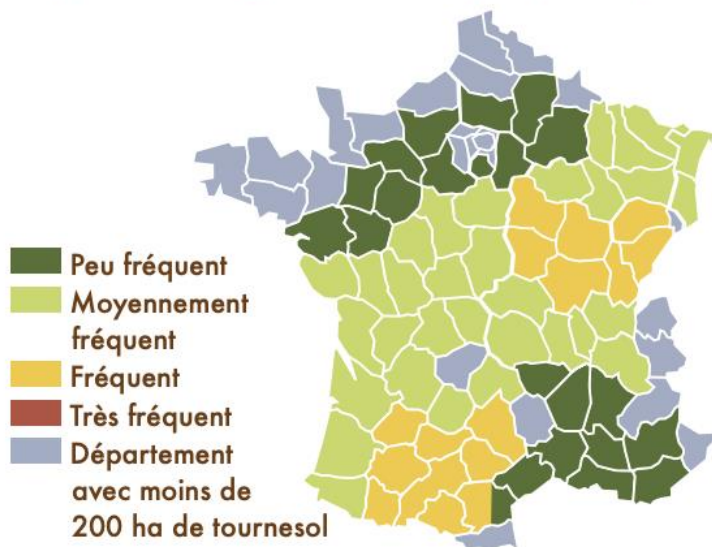 Peu fréquent
Moyennement
fréquent
Fréquent
Très fréquent
Département
avec moins de
200 ha de tournesol